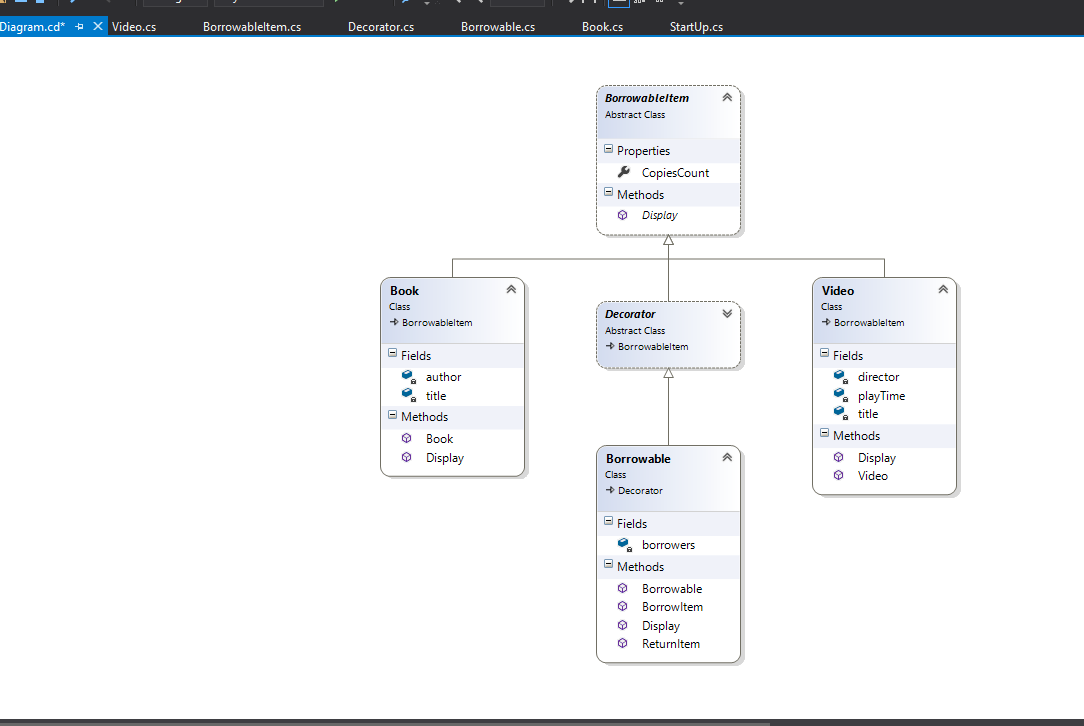 Diagram.cd* Video.cs BorrowableItem.cs Decorator.cs Borrowable.cs Book.cs StartUp.cs
BorrowableItem
Abstract Class
Properties
CopiesCount
Methods
Display
Book
Class
BorrowableItem
Fields
author
title
Methods
Book
Display
Decorator
Abstract Class
BorrowableItem
Video
Class
BorrowableItem
Fields
director
playTime
title
Methods
Display
Video
Borrowable
Class
Decorator
Fields
borrowers
Methods
Borrowable
BorrowItem
Display
ReturnItem